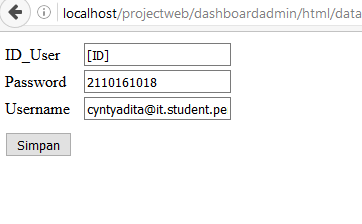 localhost/projectweb/dashboardadmin/html/data
ID_User [ID]
Password 2110161018
Username cyntyadita@it.student.pe
Simpan